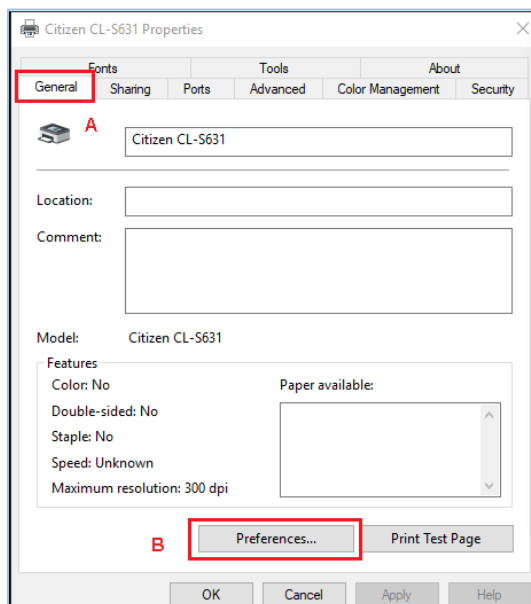 Citizen CL-S631 Properties
Fonts Tools About
General Sharing Ports Advanced Color Management Security
A
Citizen CL-S631
Location:
Comment:
Model: Citizen CL-S631
Features
Color: No Paper available:
Double-sided: No
Staple: No
Speed: Unknown
Maximum resolution: 300 dpi
B Preferences... Print Test Page
OK Cancel Apply Help